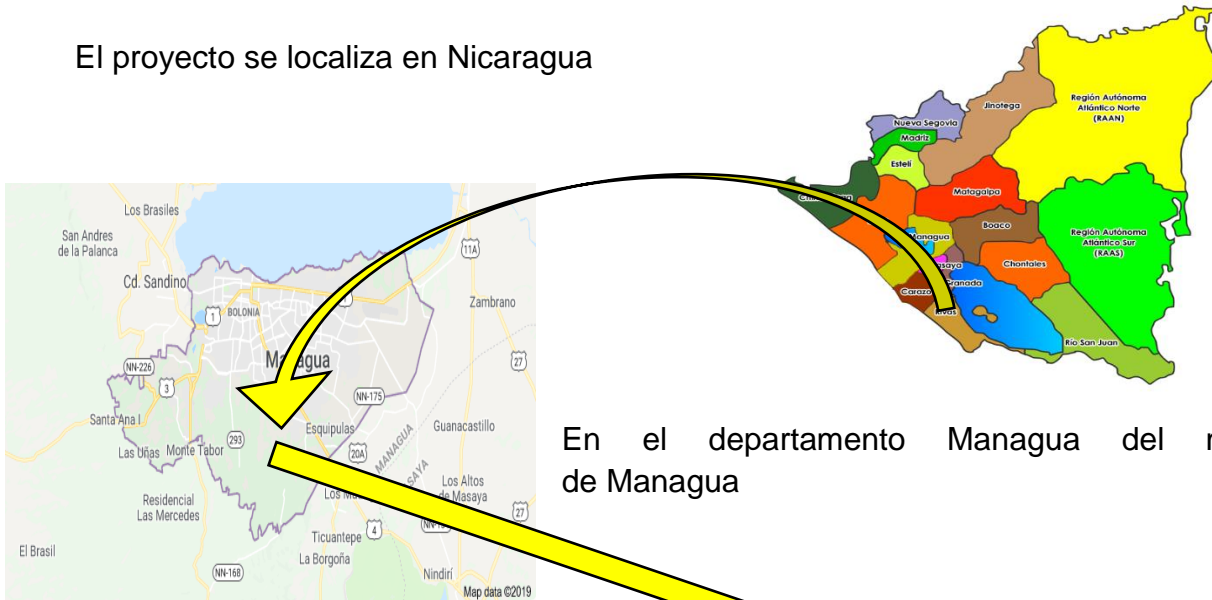 El proyecto se localiza en Nicaragua
Jinotega
Región Autónoma
Atlántico Norte
(RAAN)
Nueva Segovia
Madriz
Estelí
Matagalpa
Boaco
Región Autónoma
Atlántico Sur
(RAAS)
Managua
Chontales
Granada
Carazo
Rivas
Río San Juan
Los Brasiles
San Andres
de la Palanca
11A
Cd. Sandino
Zambrano
1
BOLONIA
Managua
NN-226
27
3
NN-175
Santa Ana I
Esquipulas
Guanacastillo
293
Las Uñas
Monte Tabor
20A
MANAGUA
Los Altos
de Masaya
Residencial
Las Mercedes
27
Ticuantepe
4
La Borgoña
El Brasil
NN-168
Nindirí
Map data ©2019
En el departamento Managua del
de Managua